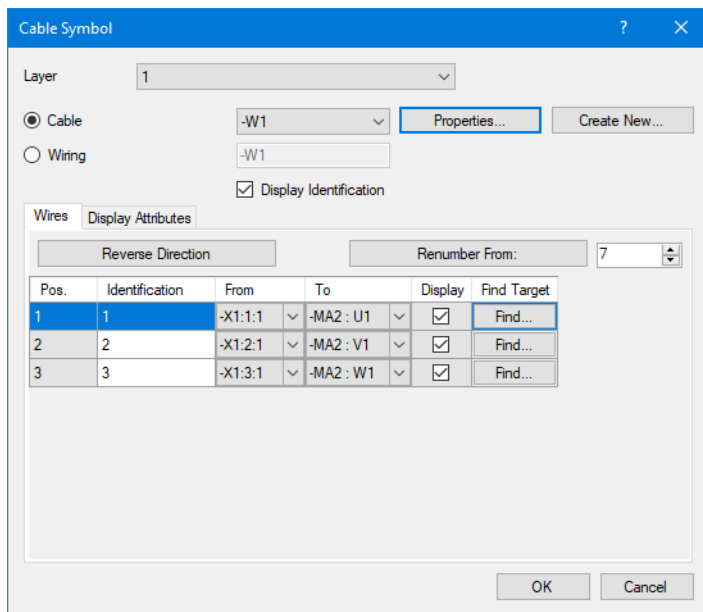 Cable Symbol ?
Layer 1
Cable -W1 Properties... Create New...
Wiring -W1
Display Identification
Wires Display Attributes
Reverse Direction Renumber From: 7
Pos. Identification From To Display Find Target
1 1 -X1:1:1 -MA2 : U1 Find...
2 2 -X1:2:1 -MA2 : V1 Find...
3 3 -X1:3:1 -MA2 : W1 Find...
OK Cancel